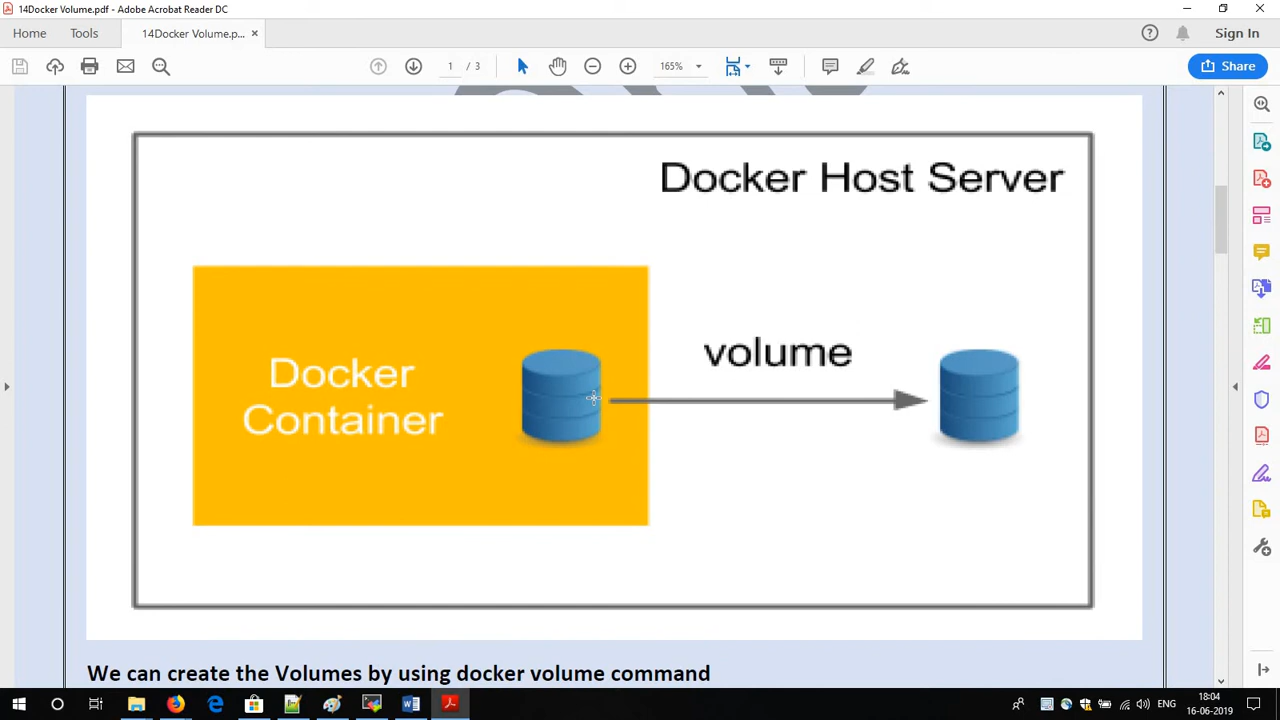 14Docker Volume.pdf - Adobe Acrobat Reader DC
Home Tools 14Docker Volume.p... Sign In
1 / 3 165% Share
Docker Host Server
volume
Docker
Container
We can create the Volumes by using docker volume command
ENG 18:04
16-06-2019